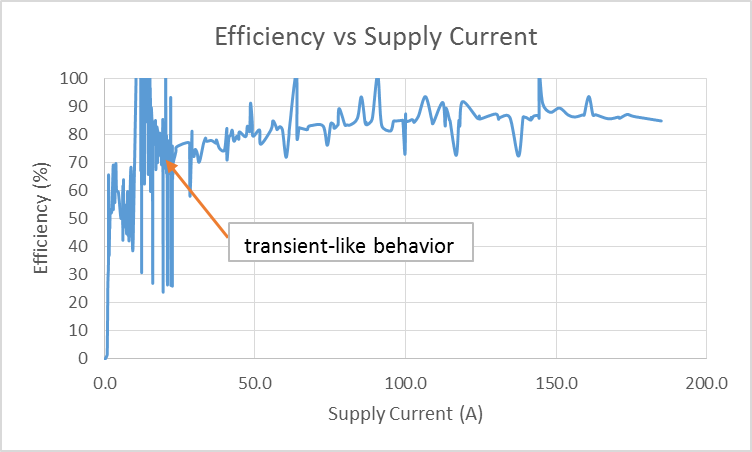 Efficiency vs Supply Current
Efficiency (%)
100
90
80
70
60
50
40
30
20
10
0
transient-like behavior
0.0 50.0 100.0 150.0 200.0
Supply Current (A)